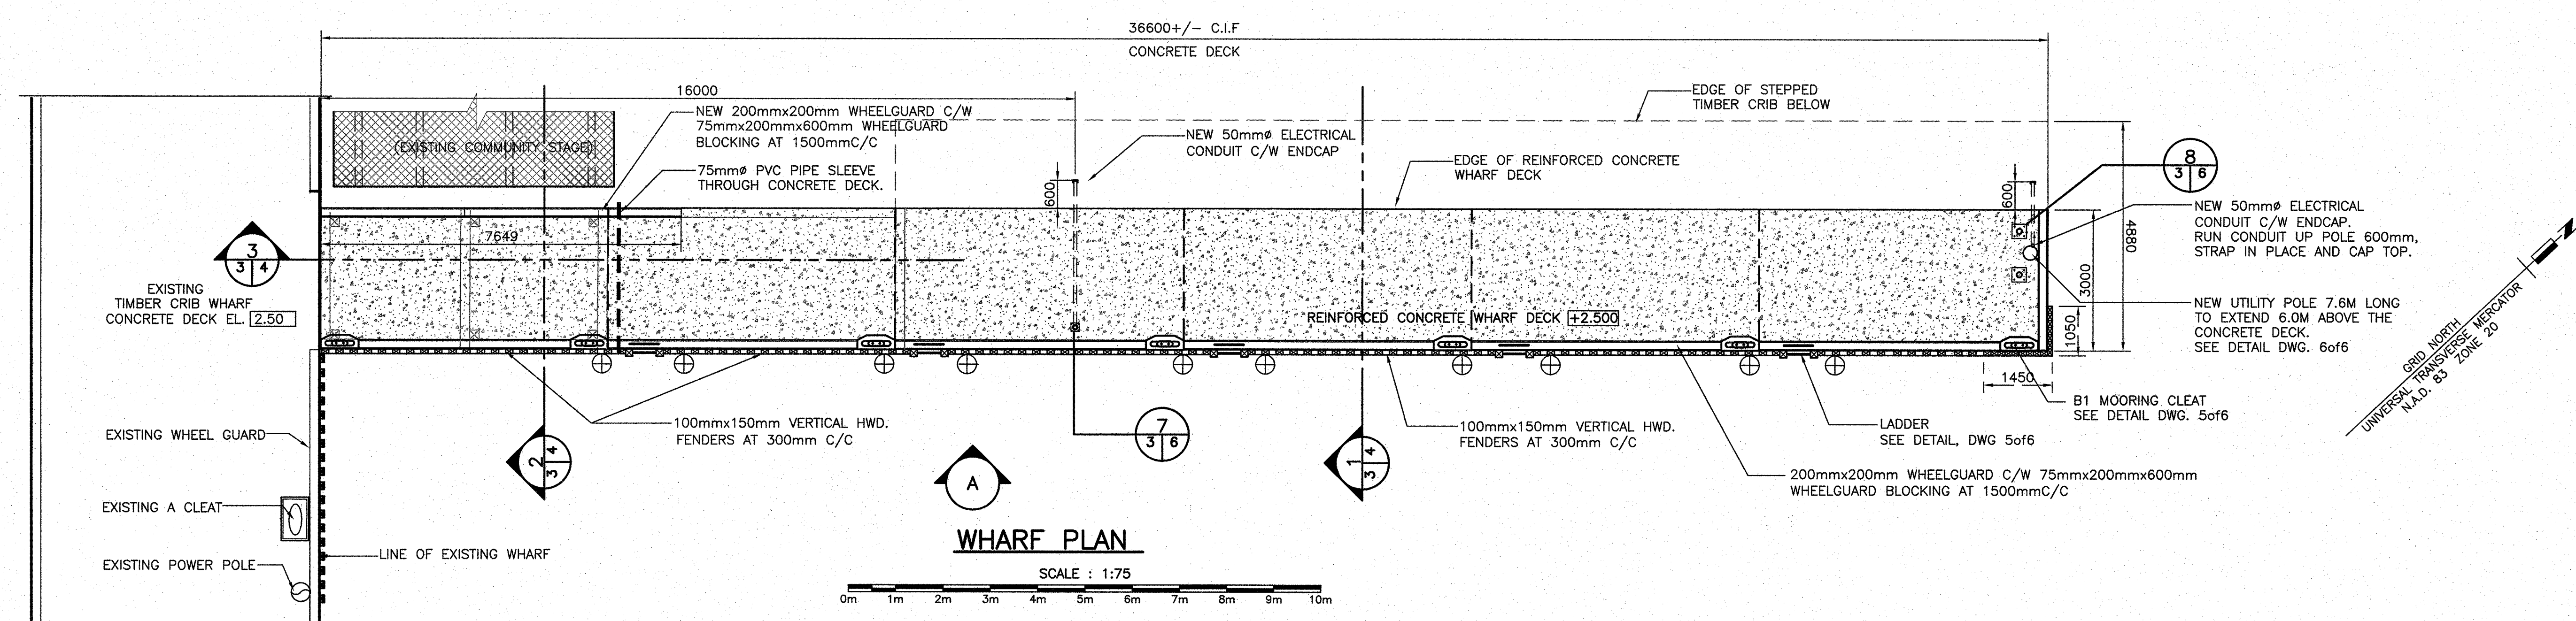 36600+/- C.I.F
CONCRETE DECK
16000
NEW 200mmx200mm WHEELGUARD C/W
75mmx200mmx600mm WHEELGUARD
BLOCKING AT 1500mmC/C
(EXISTING COMMUNITY STAGE)
75mmø PVC PIPE SLEEVE
THROUGH CONCRETE DECK.
NEW 50mmø ELECTRICAL
CONDUIT C/W ENDCAP
600
EDGE OF STEPPED
TIMBER CRIB BELOW
EDGE OF REINFORCED CONCRETE
WHARF DECK
8
3 6
600
NEW 50mmø ELECTRICAL
CONDUIT C/W ENDCAP.
RUN CONDUIT UP POLE 600mm,
STRAP IN PLACE AND CAP TOP.
4880
3000
7649
3
3 4
EXISTING
TIMBER CRIB WHARF
CONCRETE DECK EL. 2.50
REINFORCED CONCRETE WHARF DECK +2.500
1050
NEW UTILITY POLE 7.6M LONG
TO EXTEND 6.0M ABOVE THE
CONCRETE DECK.
SEE DETAIL DWG. 6of6
GRID NORTH
UNIVERSAL TRANSVERSE MERCATOR
N.A.D. 83 ZONE 20
N
1450
B1 MOORING CLEAT
SEE DETAIL DWG. 5of6
100mmx150mm VERTICAL HWD.
FENDERS AT 300mm C/C
7
3 6
100mmx150mm VERTICAL HWD.
FENDERS AT 300mm C/C
LADDER
SEE DETAIL, DWG 5of6
EXISTING WHEEL GUARD
2
3 4
A
1
3 4
200mmx200mm WHEELGUARD C/W 75mmx200mmx600mm
WHEELGUARD BLOCKING AT 1500mmC/C
EXISTING A CLEAT
WHARF PLAN
LINE OF EXISTING WHARF
EXISTING POWER POLE
SCALE : 1:75
0m 1m 2m 3m 4m 5m 6m 7m 8m 9m 10m